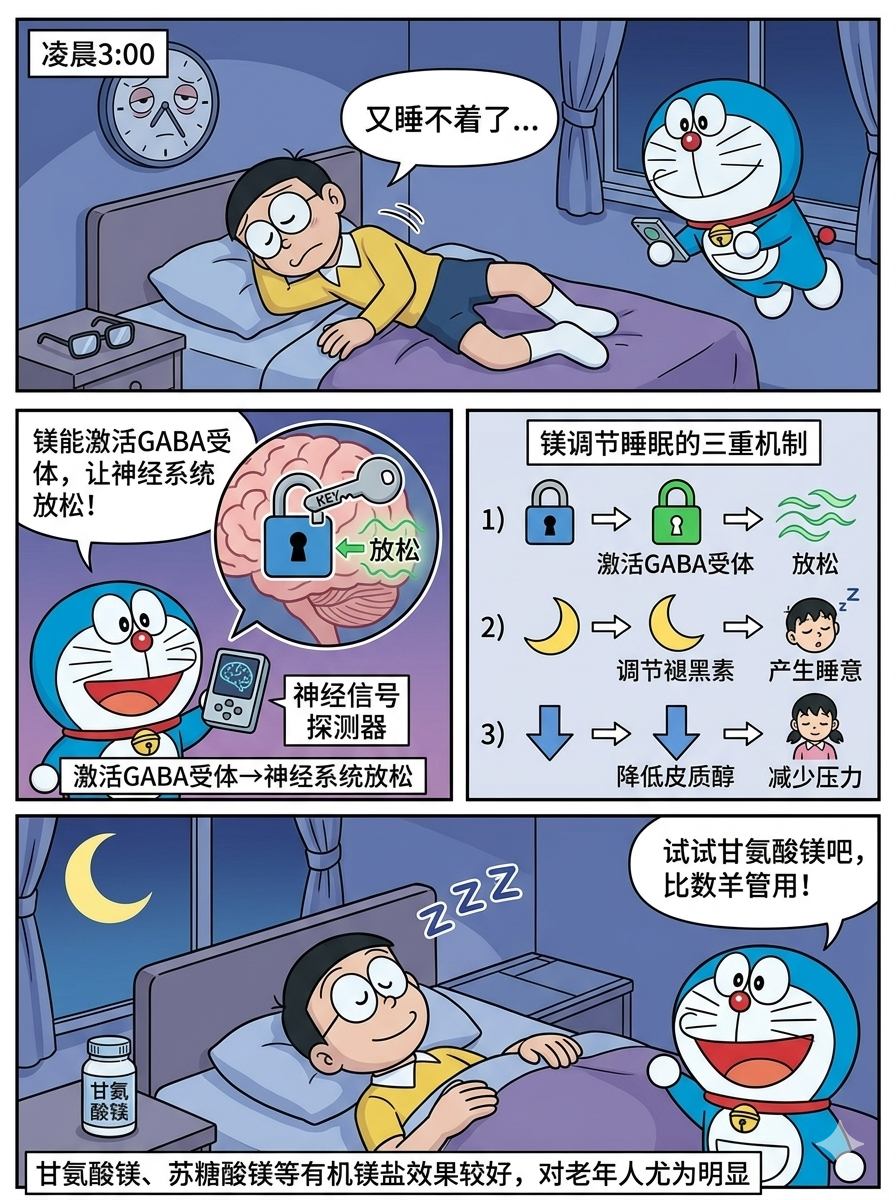 凌晨3:00
又睡不着了...
镁能激活GABA受
体，让神经系统
放松！
KEY
放松
神经信号
探测器
激活GABA受体→神经系统放松
镁调节睡眠的三重机制
1)
激活GABA受体
放松
2)
z Z
调节褪黑素
产生睡意
3)
降低皮质醇
减少压力
试试甘氨酸镁吧，
比数羊管用！
z z z
甘氨
酸镁
甘氨酸镁、苏糖酸镁等有机镁盐效果较好，对老年人尤为明显